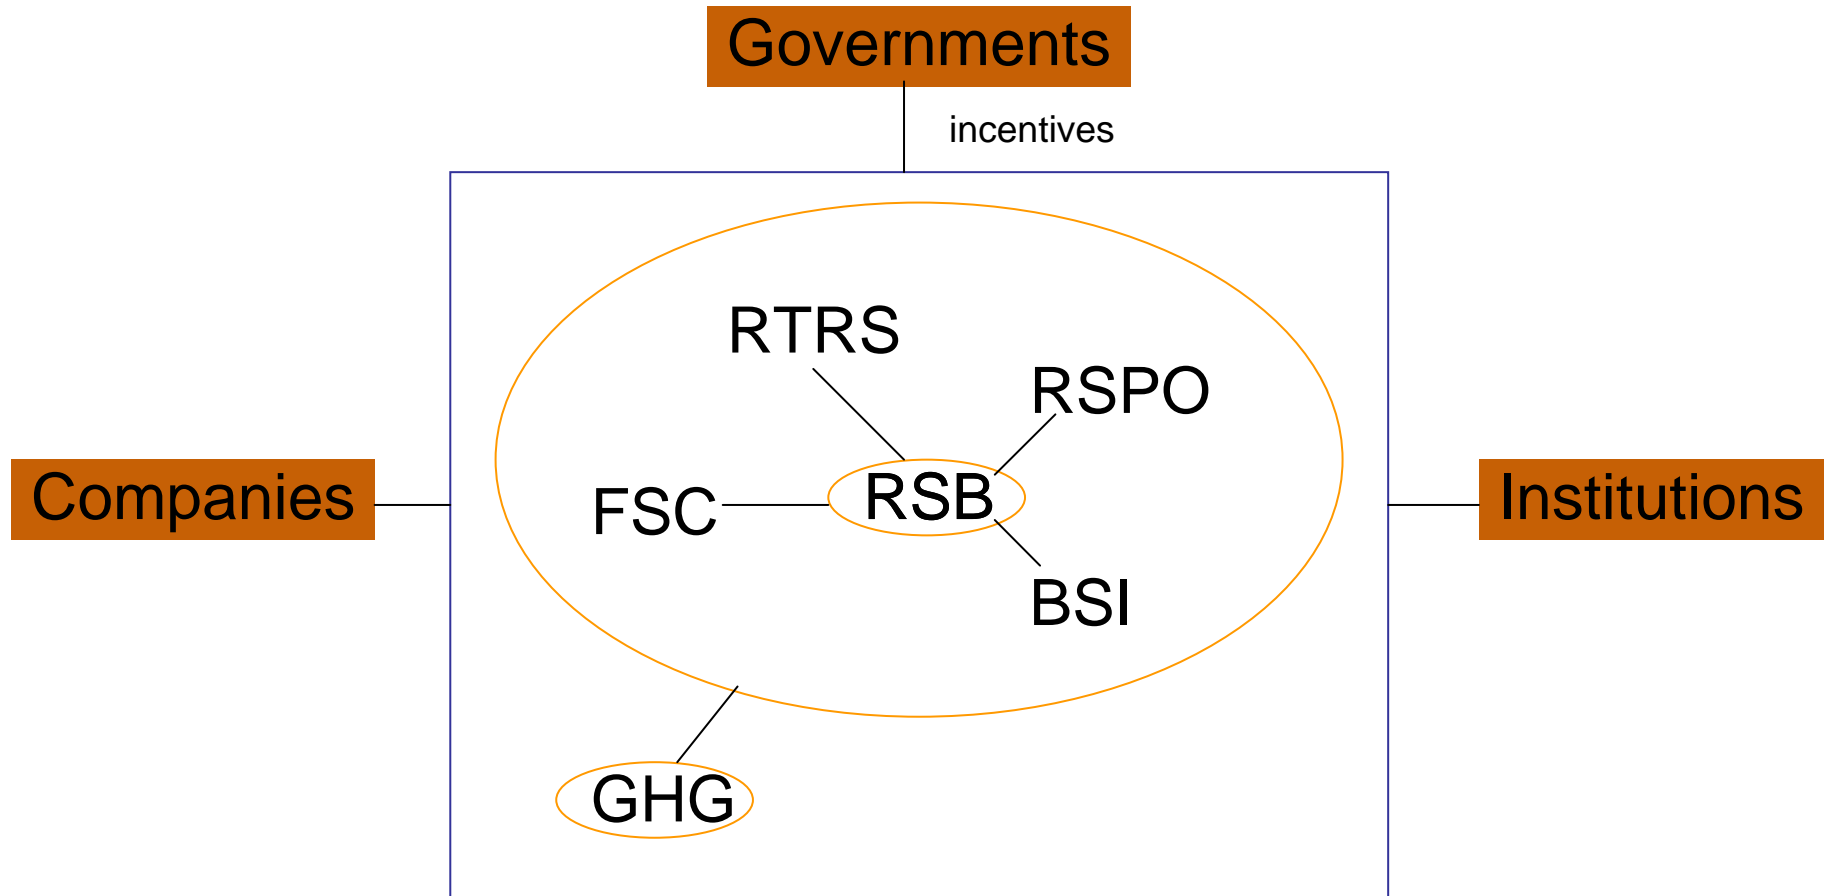 Governments
incentives
RTRS
RSPO
Companies
FSC
RSB
Institutions
BSI
GHG